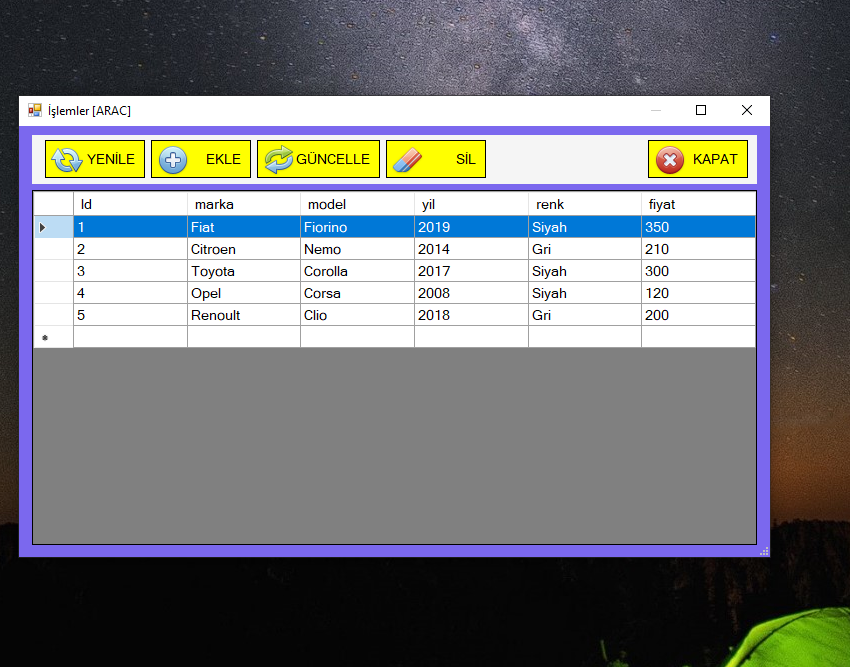 İşlemler [ARAC]
YENİLE EKLE GÜNCELLE SİL KAPAT
Id marka model yil renk fiyat
1 Fiat Fiorino 2019 Siyah 350
2 Citroen Nemo 2014 Gri 210
3 Toyota Corolla 2017 Siyah 300
4 Opel Corsa 2008 Siyah 120
5 Renoult Clio 2018 Gri 200